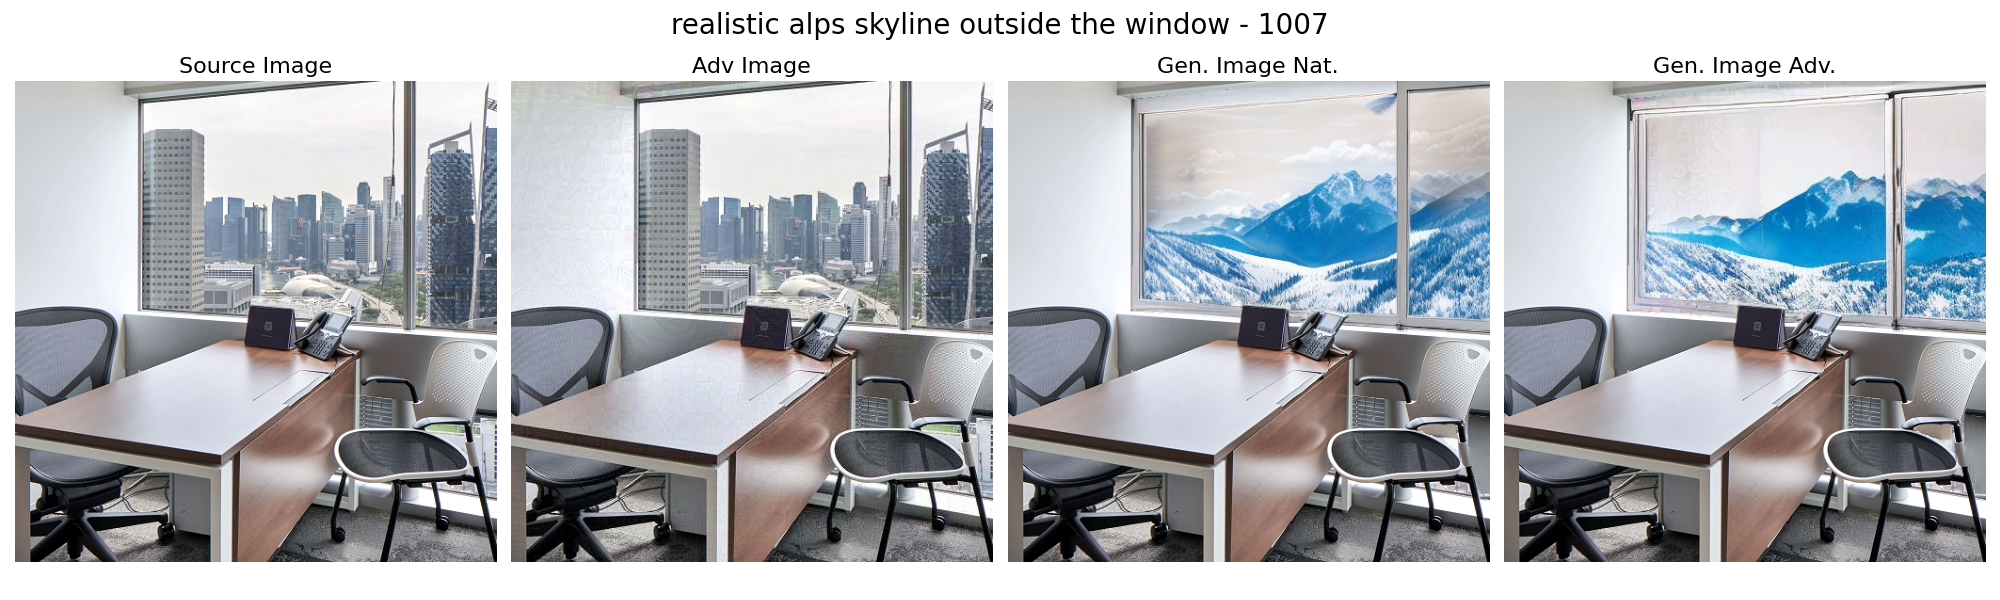 realistic alps skyline outside the window - 1007
Source Image
Adv Image
Gen. Image Nat.
Gen. Image Adv.